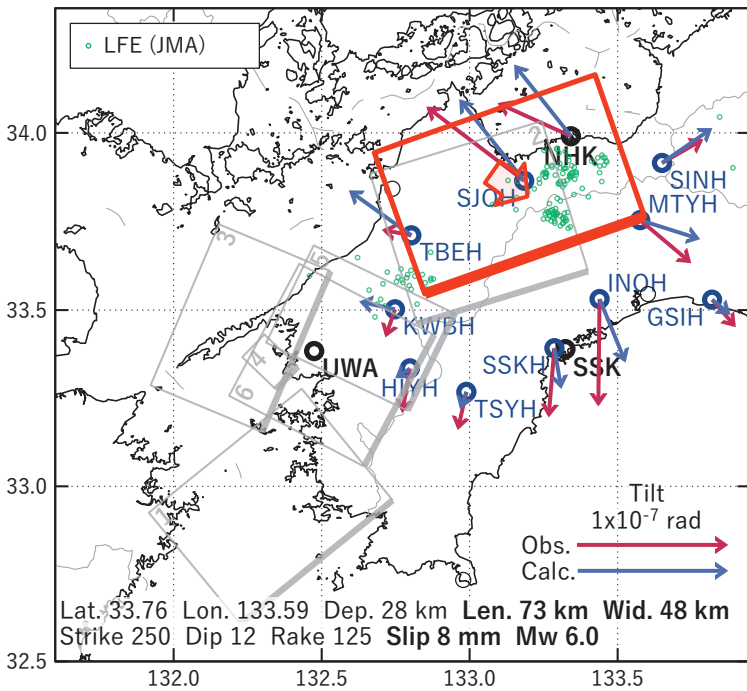 LFE (JMA)
34.0
33.5
33.0
32.5
132.0
132.5
133.0
133.5
2
NHK
SJOH
SINH
MTYH
TBEH
3
5
INOH
GSIH
KWBH
4
UWA
SSKH
SSK
6
HIYH
TSYH
1
Tilt
1x10⁻⁷ rad
Obs.
Calc.
Lat. 33.76 Lon. 133.59 Dep. 28 km Len. 73 km Wid. 48 km
Strike 250 Dip 12 Rake 125 Slip 8 mm Mw 6.0